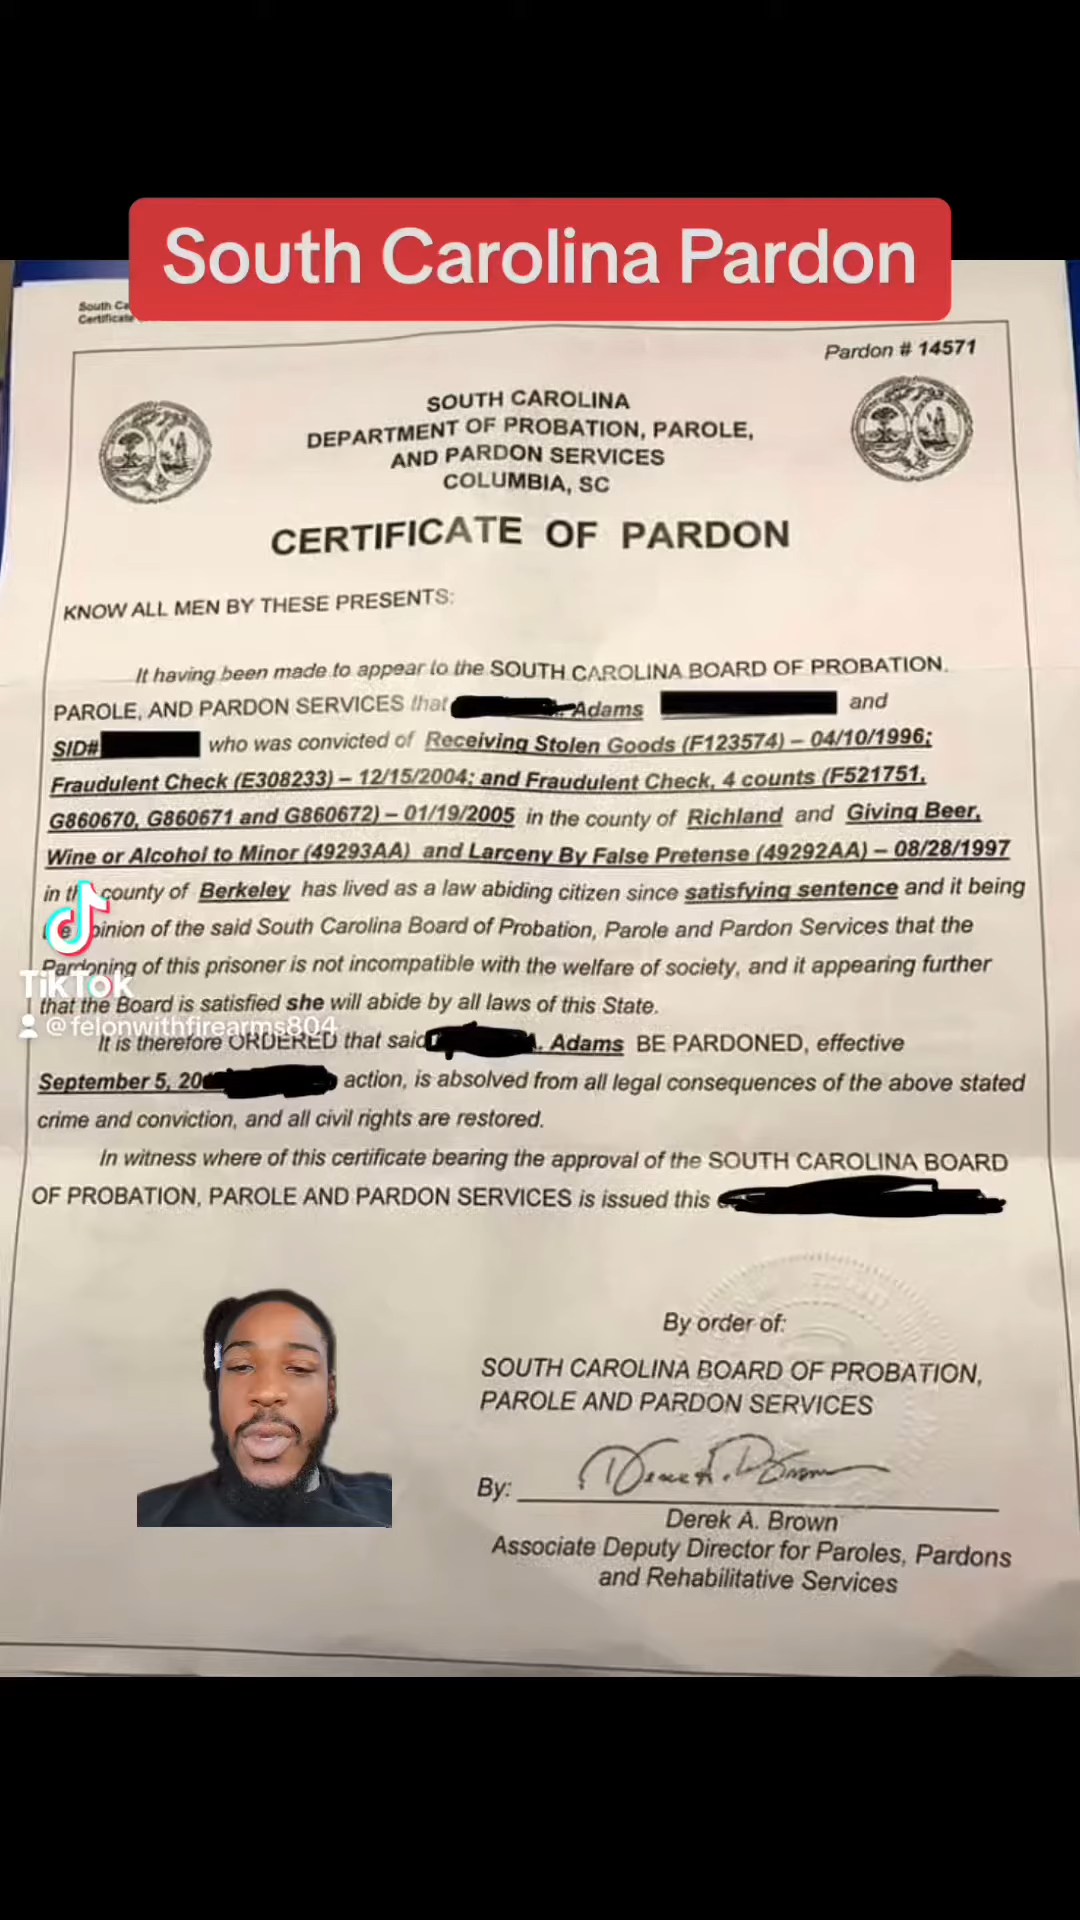 South Carolina Pardon
South Ca
Certificate
Pardon # 14571
SOUTH CAROLINA
DEPARTMENT OF PROBATION, PAROLE,
AND PARDON SERVICES
COLUMBIA, SC
CERTIFICATE OF PARDON
KNOW ALL MEN BY THESE PRESENTS:
It having been made to appear to the SOUTH CAROLINA BOARD OF PROBATION.
PAROLE, AND PARDON SERVICES that Adams and
SID# who was convicted of Receiving Stolen Goods (F123574) – 04/10/1996;
Fraudulent Check (E308233) – 12/15/2004; and Fraudulent Check, 4 counts (F521751,
G860670, G860671 and G860672) – 01/19/2005 in the county of Richland and Giving Beer,
Wine or Alcohol to Minor (49293AA) and Larceny By False Pretense (49292AA) – 08/28/1997
in county of Berkeley has lived as a law abiding citizen since satisfying sentence and it being
pinion of the said South Carolina Board of Probation, Parole and Pardon Services that the
Pardoning of this prisoner is not incompatible with the welfare of society, and it appearing further
that the Board is satisfied she will abide by all laws of this State.
TikTok
@felonwithfirearms804
It is therefore ORDERED that said A. Adams BE PARDONED, effective
September 5, 20 action, is absolved from all legal consequences of the above stated
crime and conviction, and all civil rights are restored.
In witness where of this certificate bearing the approval of the SOUTH CAROLINA BOARD
OF PROBATION, PAROLE AND PARDON SERVICES is issued this
By order of:
SOUTH CAROLINA BOARD OF PROBATION,
PAROLE AND PARDON SERVICES
By:
Derek A. Brown
Associate Deputy Director for Paroles, Pardons
and Rehabilitative Services